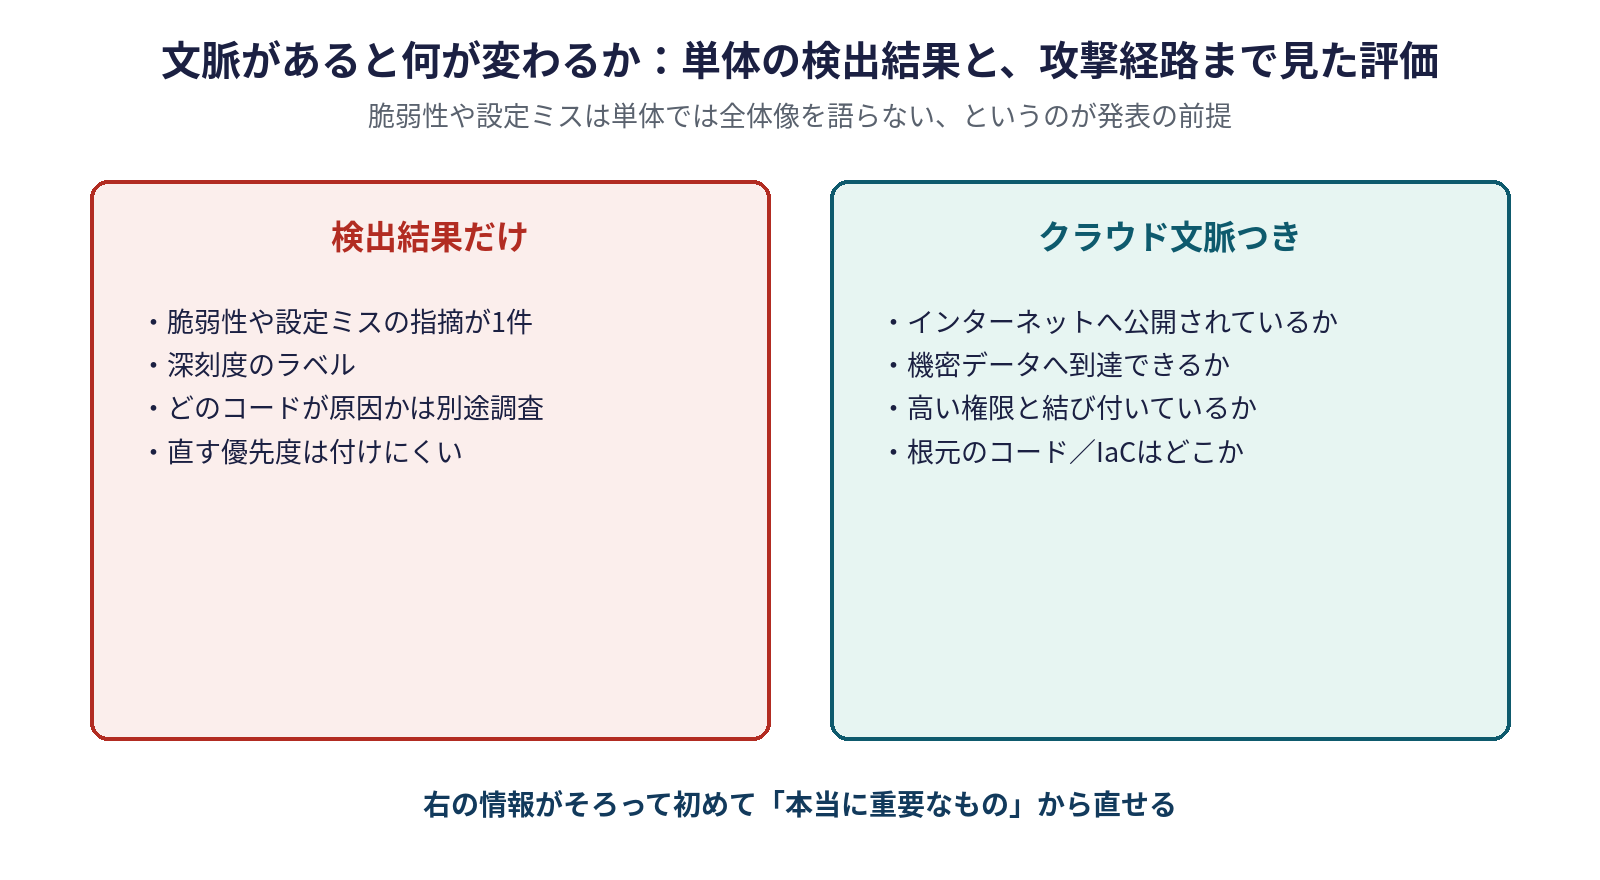 文脈があると何が変わるか：単体の検出結果と、攻撃経路まで見た評価
脆弱性や設定ミスは単体では全体像を語らない、というのが発表の前提
検出結果だけ
・脆弱性や設定ミスの指摘が1件
・深刻度のラベル
・どのコードが原因かは別途調査
・直す優先度は付けにくい
クラウド文脈つき
・インターネットへ公開されているか
・機密データへ到達できるか
・高い権限と結び付いているか
・根元のコード／IaCはどこか
右の情報がそろって初めて「本当に重要なもの」から直せる